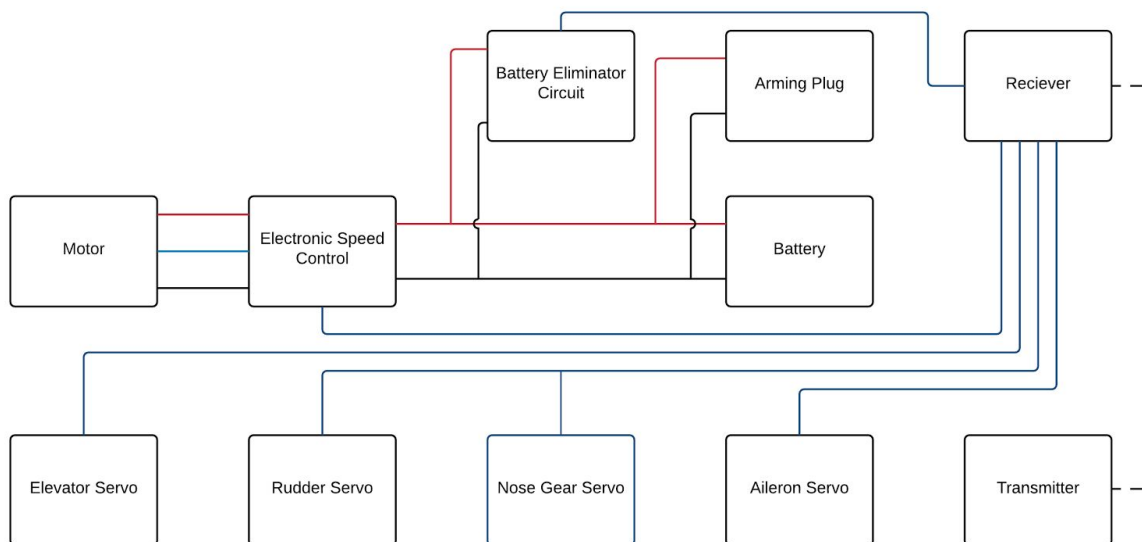 Battery Eliminator
Circuit
Arming Plug
Reciever
Motor
Electronic Speed
Control
Battery
Elevator Servo
Rudder Servo
Nose Gear Servo
Aileron Servo
Transmitter